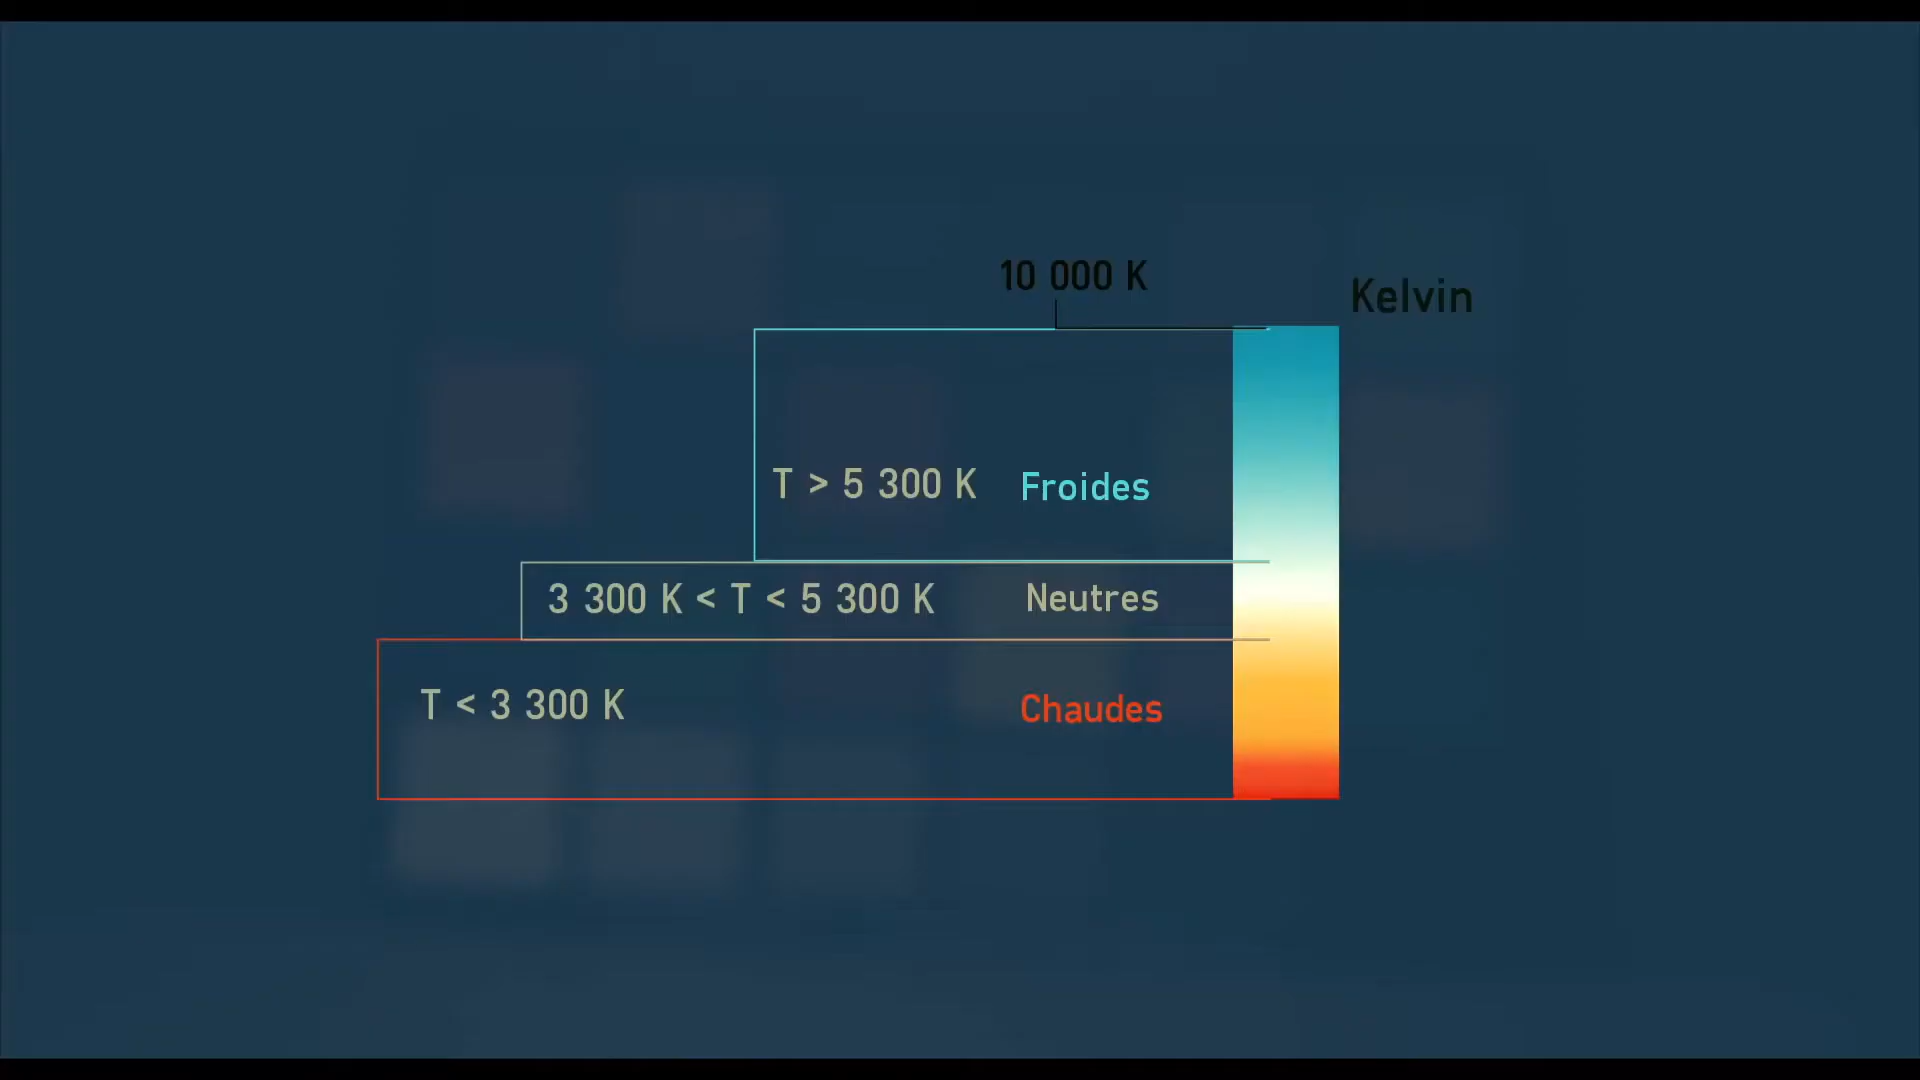 10 000 K
Kelvin
T > 5 300 K Froides
3 300 K < T < 5 300 K Neutres
T < 3 300 K Chaudes